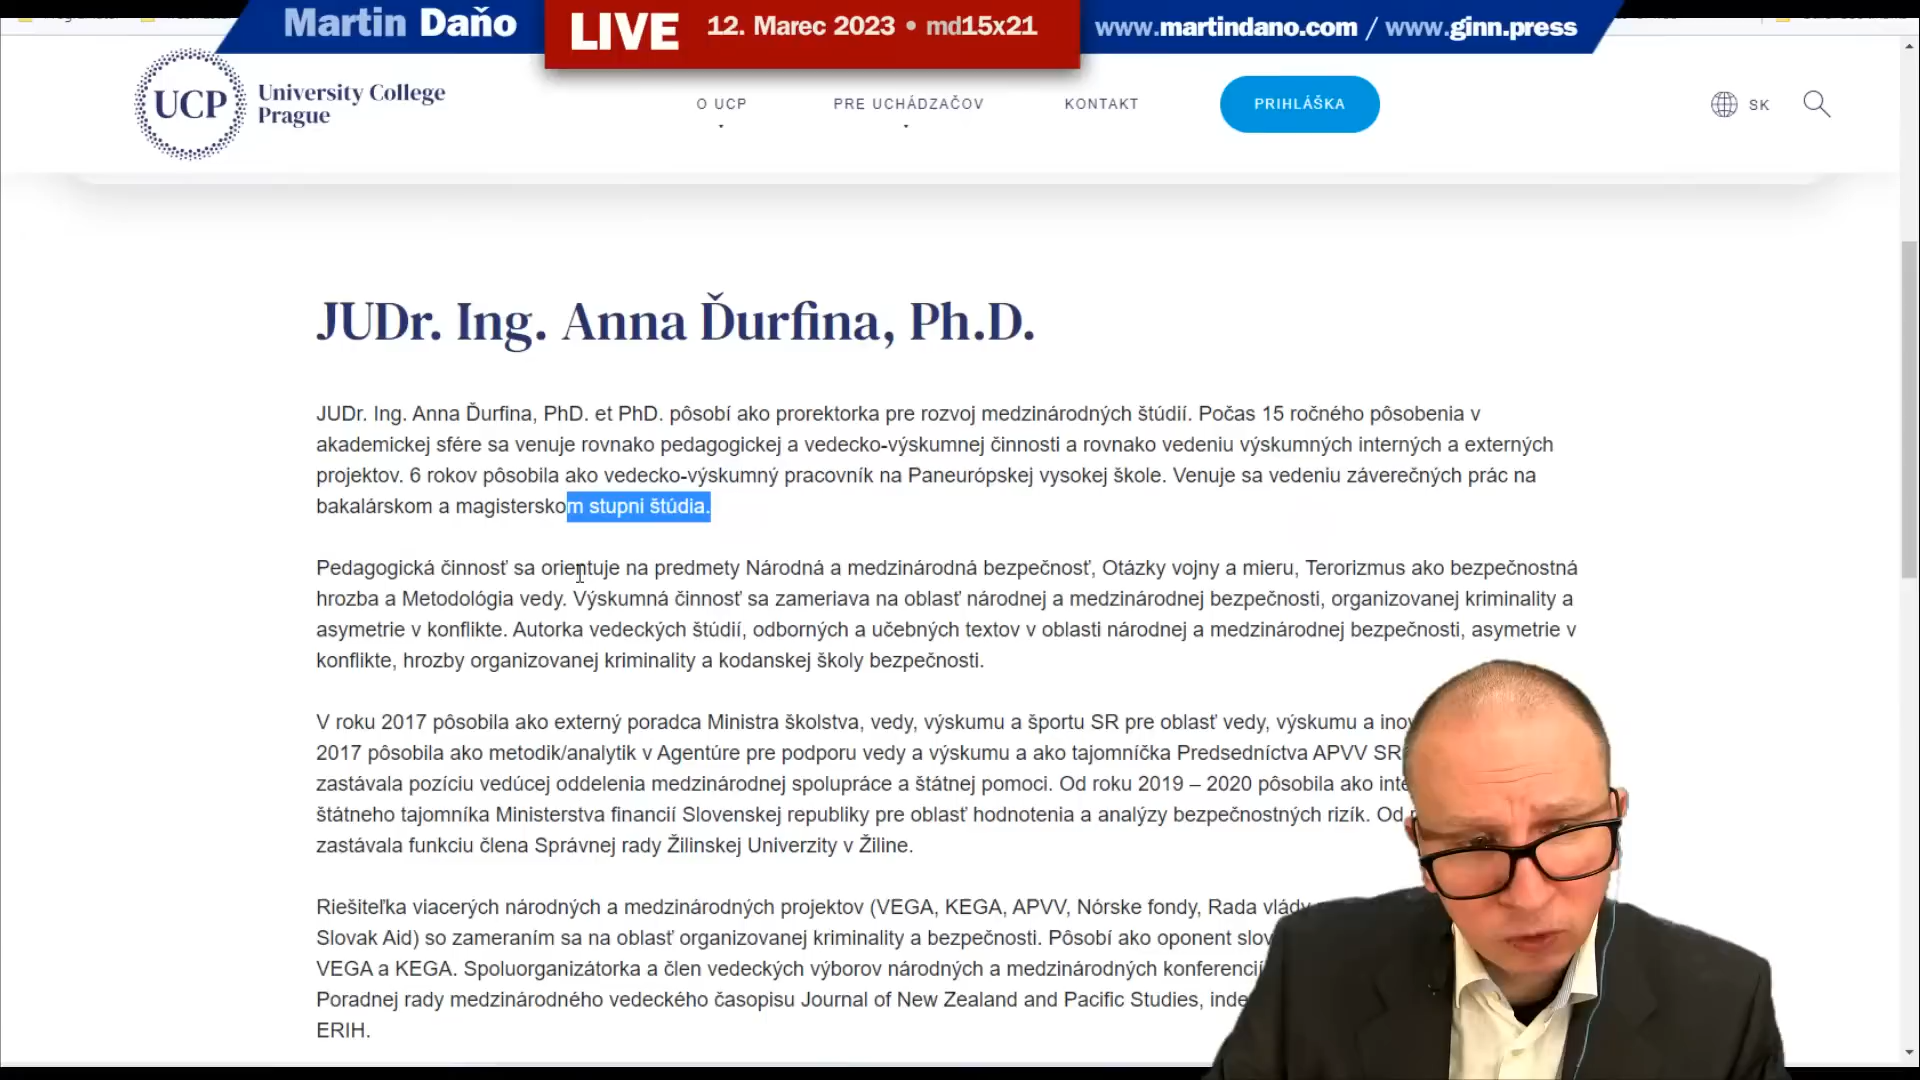 Martin Daňo
LIVE
12. Marec 2023 • md15x21
www.martindano.com / www.ginn.press
UCP
University College
Prague
O UCP
PRE UCHÁDZAČOV
KONTAKT
PRIHLÁŠKA
SK
JUDr. Ing. Anna Ďurfina, Ph.D.
JUDr. Ing. Anna Ďurfina, PhD. et PhD. pôsobí ako prorektorka pre rozvoj medzinárodných štúdií. Počas 15 ročného pôsobenia v
akademickej sfére sa venuje rovnako pedagogickej a vedecko-výskumnej činnosti a rovnako vedeniu výskumných interných a externých
projektov. 6 rokov pôsobila ako vedecko-výskumný pracovník na Paneurópskej vysokej škole. Venuje sa vedeniu záverečných prác na
bakalárskom a magisterskom stupni štúdia.
Pedagogická činnosť sa orientuje na predmety Národná a medzinárodná bezpečnosť, Otázky vojny a mieru, Terorizmus ako bezpečnostná
hrozba a Metodológia vedy. Výskumná činnosť sa zameriava na oblasť národnej a medzinárodnej bezpečnosti, organizovanej kriminality a
asymetrie v konflikte. Autorka vedeckých štúdií, odborných a učebných textov v oblasti národnej a medzinárodnej bezpečnosti, asymetrie v
konflikte, hrozby organizovanej kriminality a kodanskej školy bezpečnosti.
V roku 2017 pôsobila ako externý poradca Ministra školstva, vedy, výskumu a športu SR pre oblasť vedy, výskumu a
2017 pôsobila ako metodik/analytik v Agentúre pre podporu vedy a výskumu a ako tajomníčka Predsedníctva APVV SR
zastávala pozíciu vedúcej oddelenia medzinárodnej spolupráce a štátnej pomoci. Od roku 2019 – 2020 pôsobila ako
štátneho tajomníka Ministerstva financií Slovenskej republiky pre oblasť hodnotenia a analýzy bezpečnostných rizík. Od
zastávala funkciu člena Správnej rady Žilinskej Univerzity v Žiline.
Riešiteľka viacerých národných a medzinárodných projektov (VEGA, KEGA, APVV, Nórske fondy, Rada vlády
Slovak Aid) so zameraním sa na oblasť organizovanej kriminality a bezpečnosti. Pôsobí ako oponent
VEGA a KEGA. Spoluorganizátorka a člen vedeckých výborov národných a medzinárodných konferencií
Poradnej rady medzinárodného vedeckého časopisu Journal of New Zealand and Pacific Studies,
ERIH.